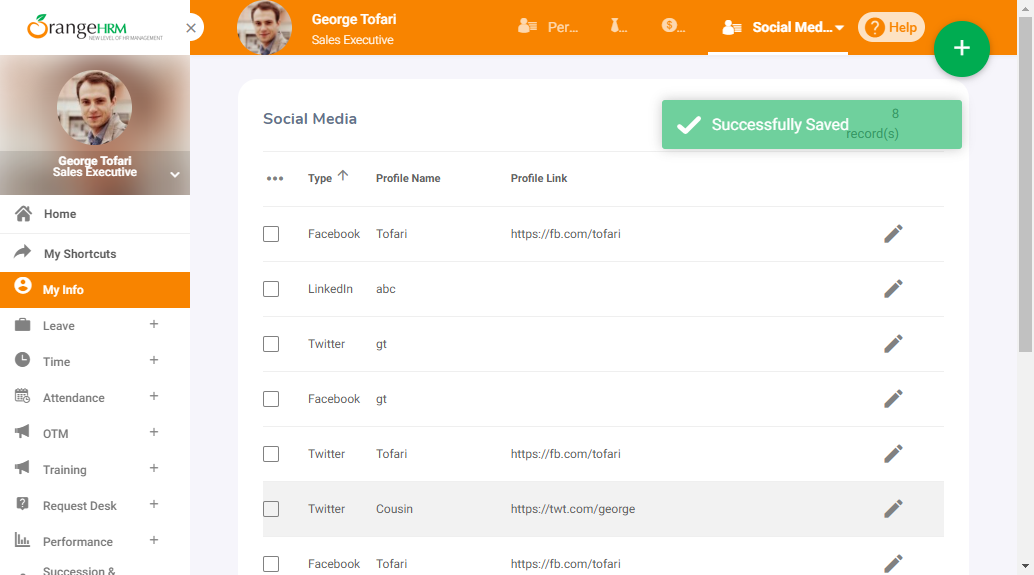 OrangeHRM
NEW LEVEL OF HR MANAGEMENT
George Tofari
Sales Executive
Per...
...
$ ...
Social Med...
? Help
+
George Tofari
Sales Executive
Home
My Shortcuts
My Info
Leave +
Time +
Attendance +
OTM +
Training +
Request Desk +
Performance +
Succession &
Social Media
Successfully Saved
8
record(s)
Type Profile Name Profile Link
Facebook Tofari https://fb.com/tofari
LinkedIn abc
Twitter gt
Facebook gt
Twitter Tofari https://fb.com/tofari
Twitter Cousin https://twt.com/george
Facebook Tofari https://fb.com/tofari